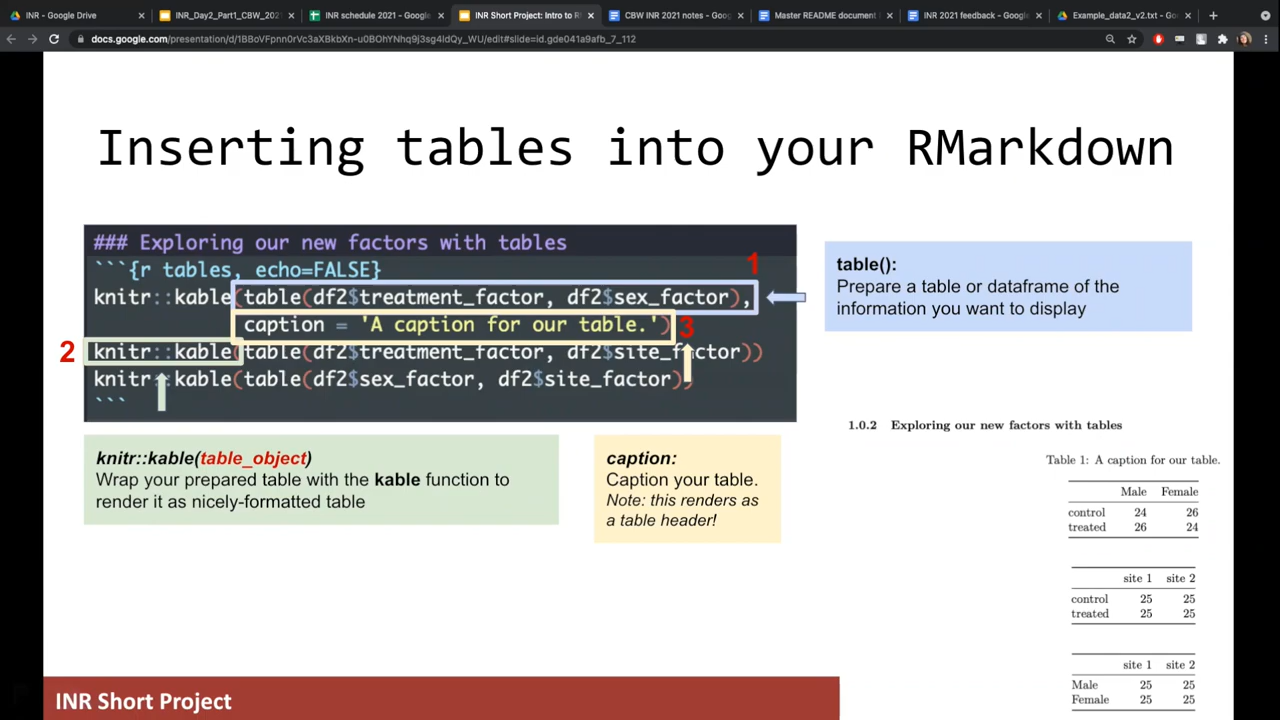 INR - Google Drive
INR_Day2_Part1_CBW_2021
INR schedule 2021 - Google
INR Short Project: Intro to R
CBW INR 2021 notes - Goog
Master README document
INR 2021 feedback - Google
Example_data2_v2.txt - Goo
docs.google.com/presentation/d/1BBoVFpnn0rVc3aXBkbXn-u0BOhYNhq9j3sg4ldQy_WU/edit#slide=id.gde041a9afb_7_112
Inserting tables into your RMarkdown
### Exploring our new factors with tables
```{r tables, echo=FALSE}
1
knitr::kable(table(df2$treatment_factor, df2$sex_factor),
caption = 'A caption for our table.')
3
2
knitr::kable(table(df2$treatment_factor, df2$site_factor))
knitr::kable(table(df2$sex_factor, df2$site_factor))
```
table():
Prepare a table or dataframe of the
information you want to display
knitr::kable(table_object)
Wrap your prepared table with the kable function to
render it as nicely-formatted table
caption:
Caption your table.
Note: this renders as
a table header!
1.0.2 Exploring our new factors with tables
Table 1: A caption for our table.
Male Female
control 24 26
treated 26 24
site 1 site 2
control 25 25
treated 25 25
site 1 site 2
Male 25 25
Female 25 25
INR Short Project